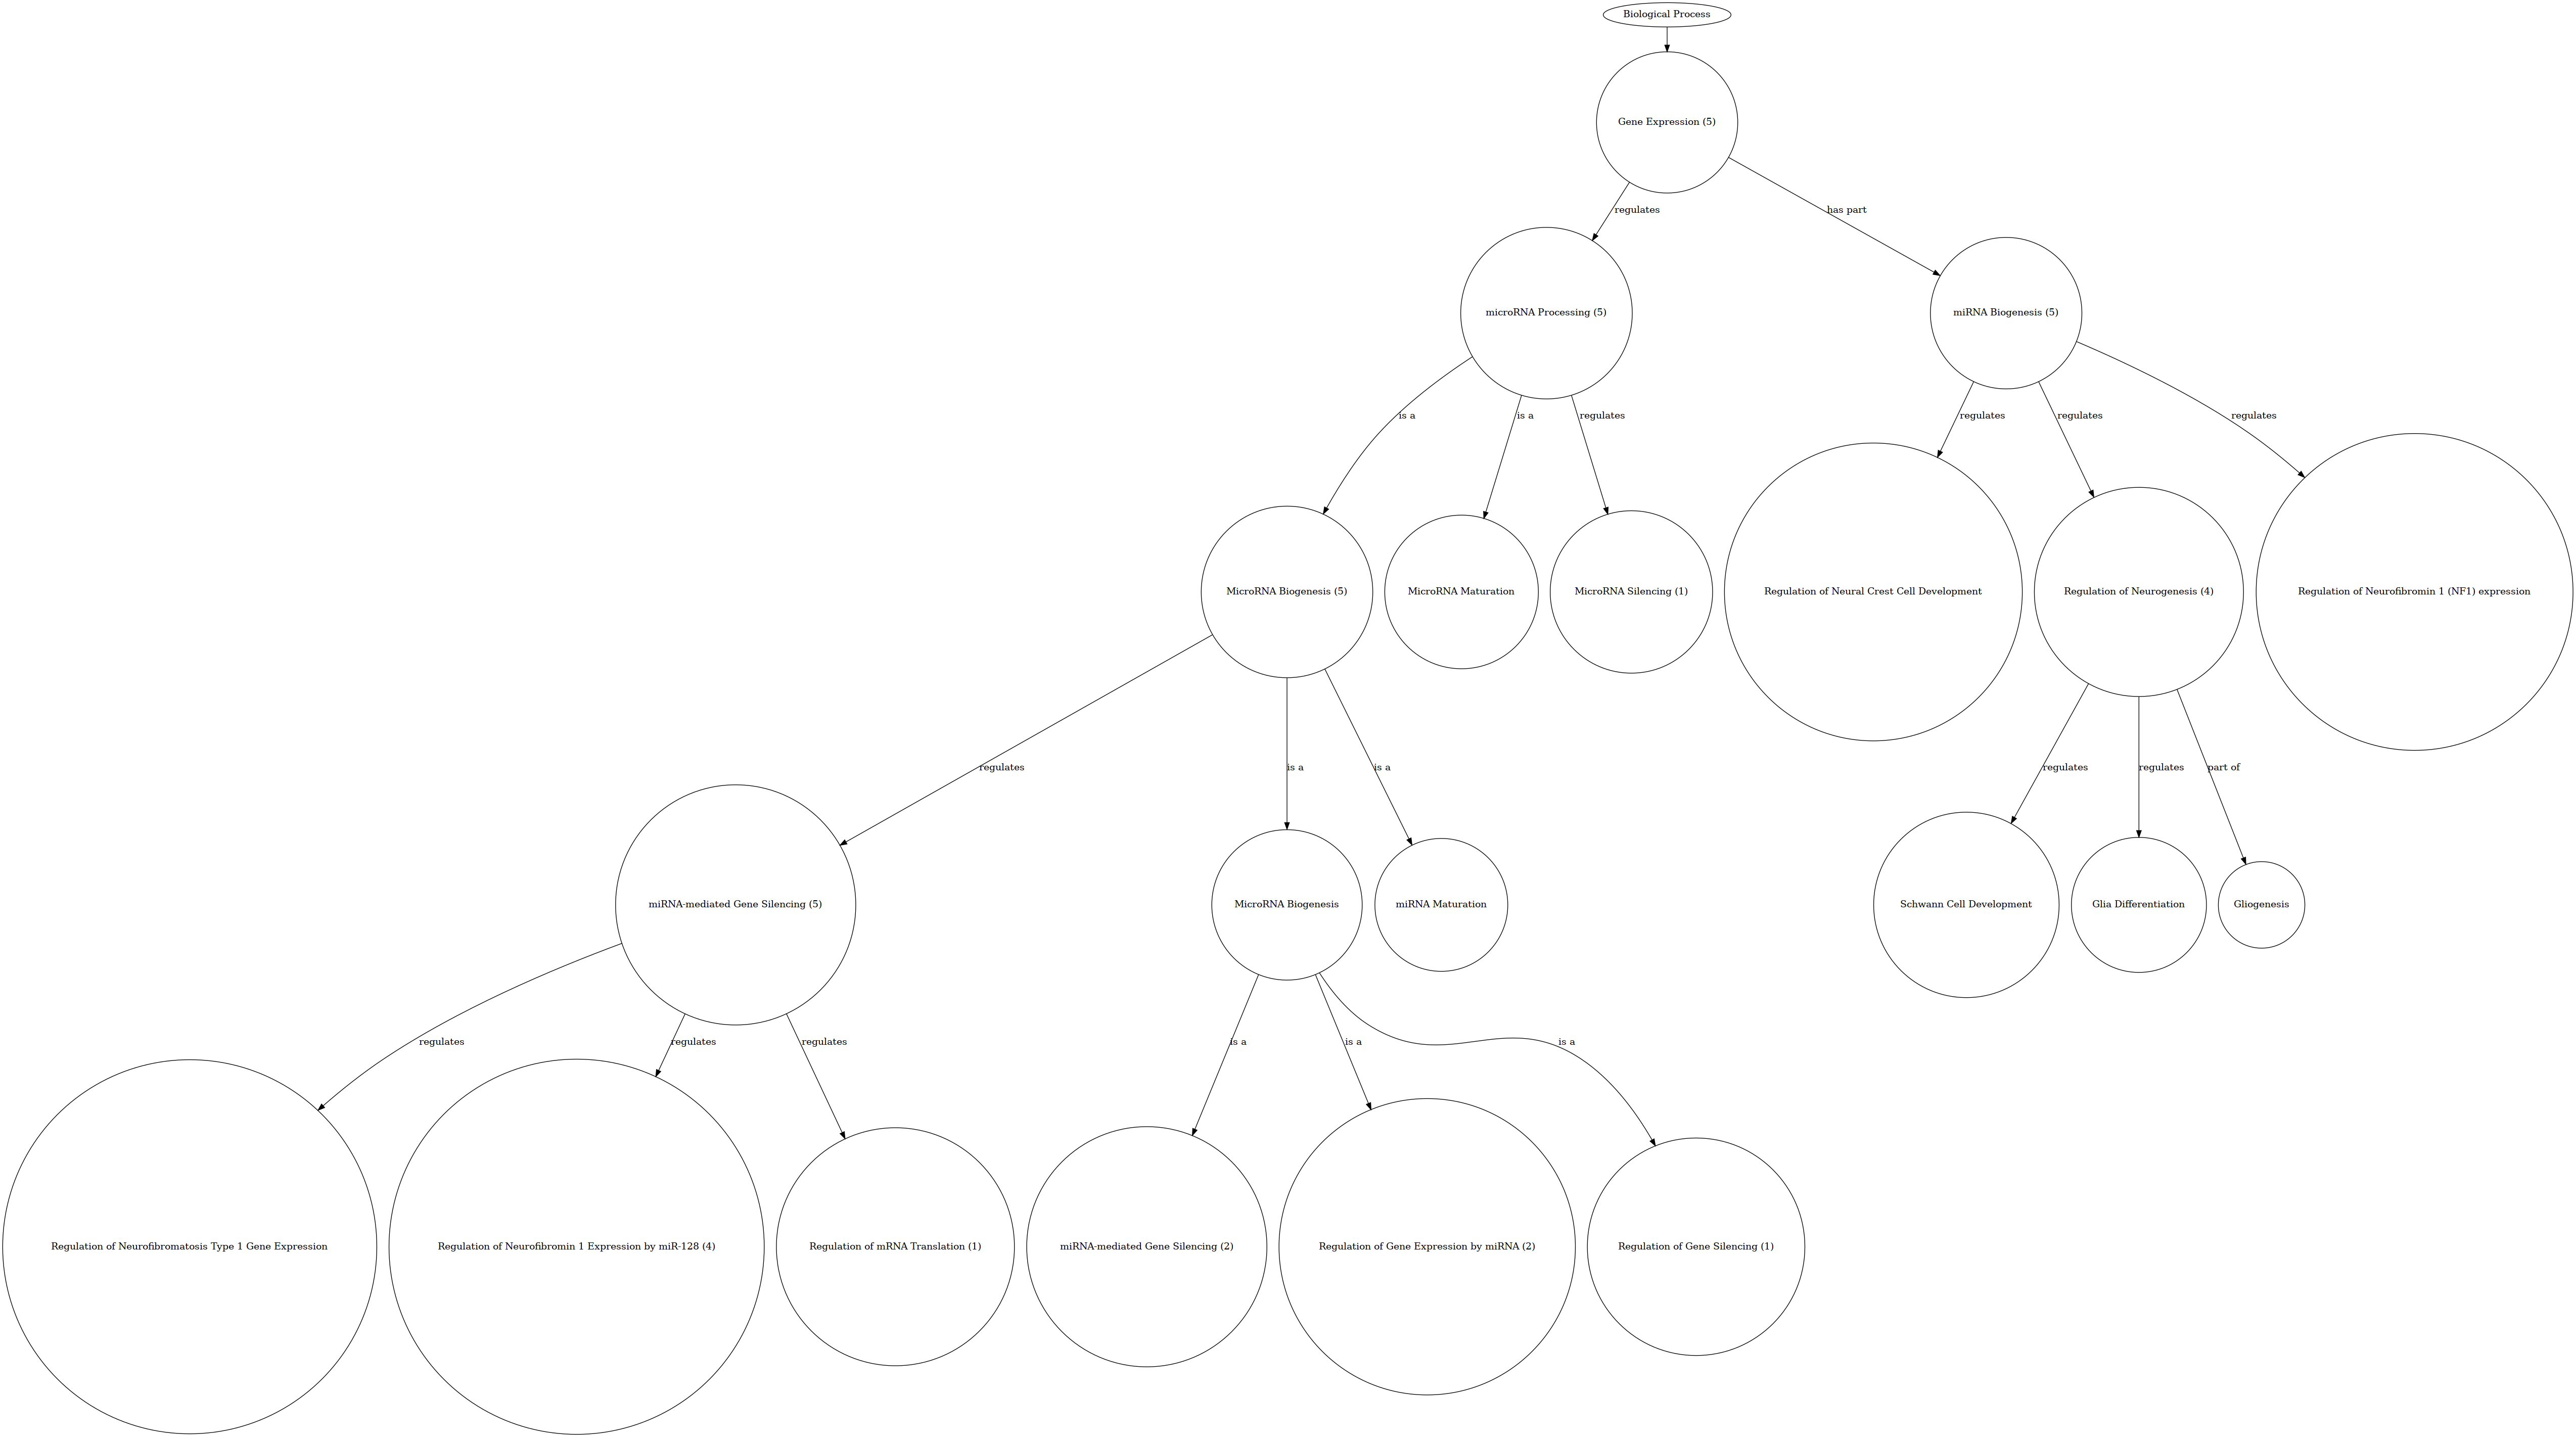 Biological Process
Gene Expression (5)
regulates
has part
microRNA Processing (5)
miRNA Biogenesis (5)
is a
is a
regulates
regulates
regulates
regulates
MicroRNA Biogenesis (5)
MicroRNA Maturation
MicroRNA Silencing (1)
Regulation of Neural Crest Cell Development
Regulation of Neurogenesis (4)
Regulation of Neurofibromin 1 (NF1) expression
regulates
is a
is a
regulates
regulates
part of
miRNA-mediated Gene Silencing (5)
MicroRNA Biogenesis
miRNA Maturation
Schwann Cell Development
Glia Differentiation
Gliogenesis
regulates
regulates
regulates
is a
is a
is a
Regulation of Neurofibromatosis Type 1 Gene Expression
Regulation of Neurofibromin 1 Expression by miR-128 (4)
Regulation of mRNA Translation (1)
miRNA-mediated Gene Silencing (2)
Regulation of Gene Expression by miRNA (2)
Regulation of Gene Silencing (1)